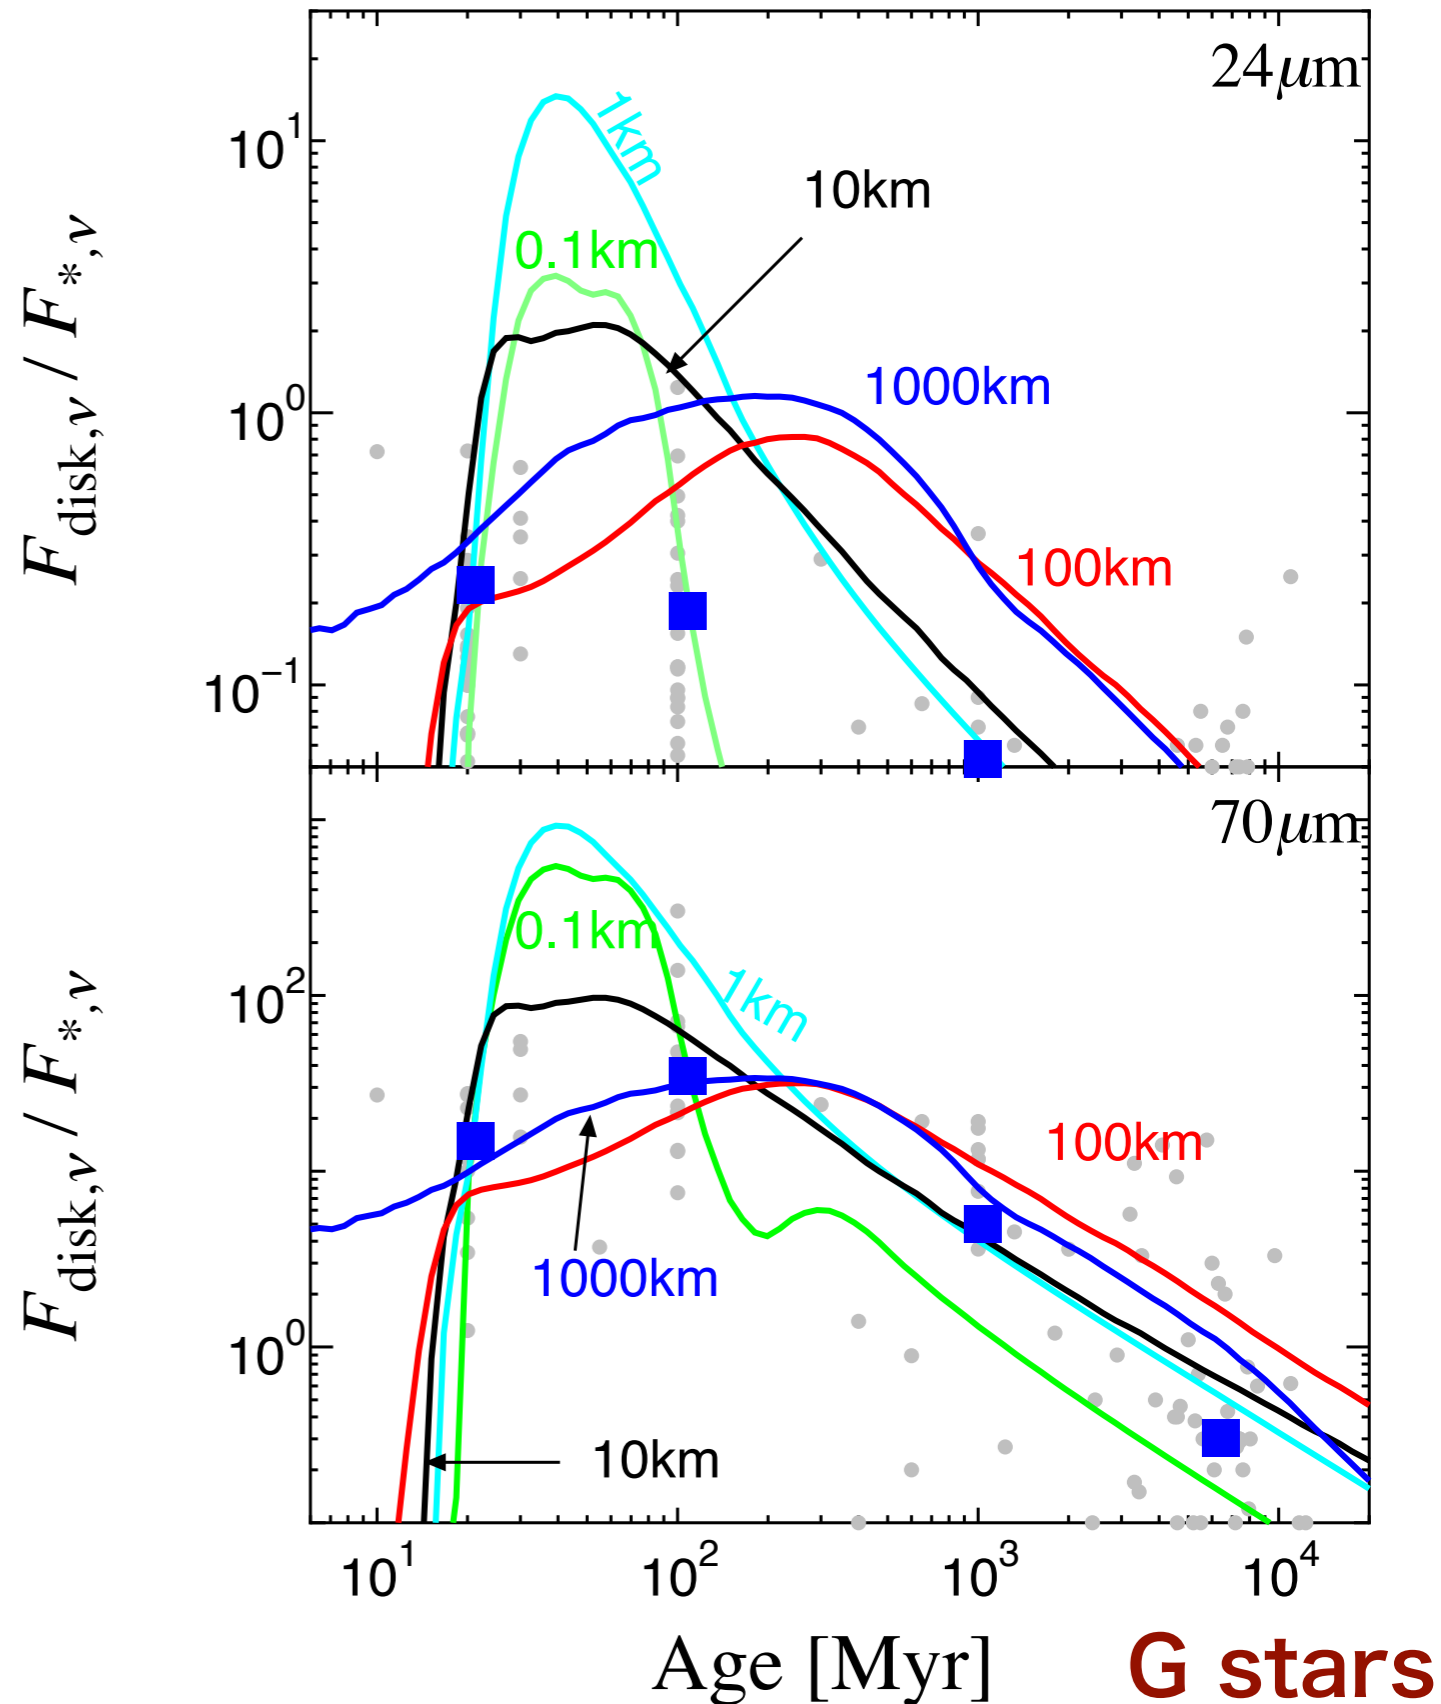 24μm
10¹
10⁰
10⁻¹
F_disk,ν / F_*,ν
1km
10km
0.1km
1000km
100km
70μm
10²
10⁰
F_disk,ν / F_*,ν
0.1km
1km
100km
1000km
10km
10¹ 10² 10³ 10⁴
Age [Myr]
G stars